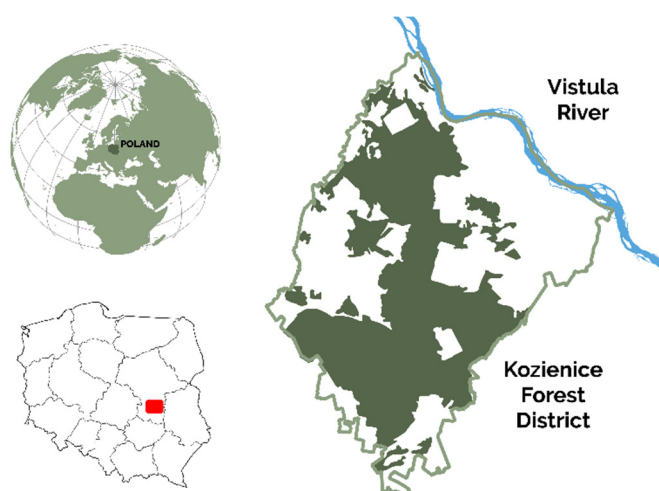 POLAND
Vistula
River
Kozienice
Forest
District